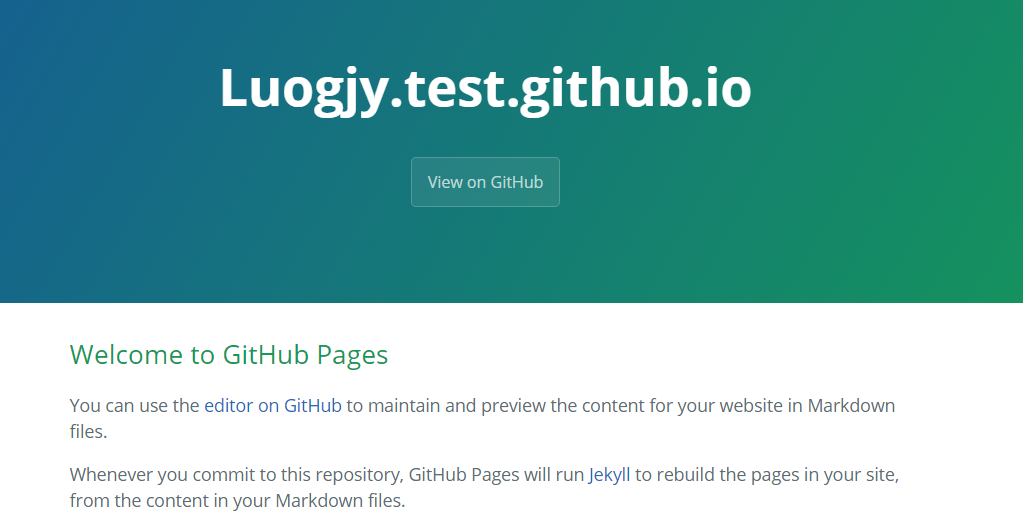 Luogjy.test.github.io
View on GitHub
Welcome to GitHub Pages
You can use the editor on GitHub to maintain and preview the content for your website in Markdown
files.
Whenever you commit to this repository, GitHub Pages will run Jekyll to rebuild the pages in your site,
from the content in your Markdown files.